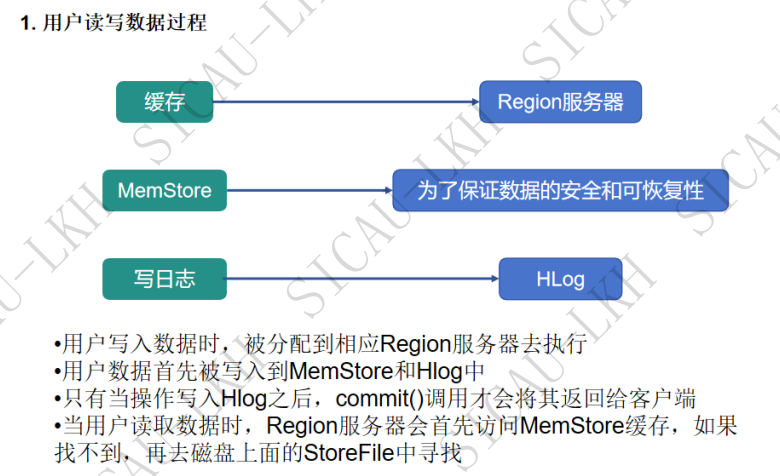 1. 用户读写数据过程
缓存
Region服务器
MemStore
为了保证数据的安全和可恢复性
写日志
HLog
•用户写入数据时，被分配到相应Region服务器去执行
•用户数据首先被写入到MemStore和Hlog中
•只有当操作写入Hlog之后，commit()调用才会将其返回给客户端
•当用户读取数据时，Region服务器会首先访问MemStore缓存，如果
找不到，再去磁盘上面的StoreFile中寻找
SICAU-LKH
SICAU-LKH
SICAU-LKH
SICAU-LKH